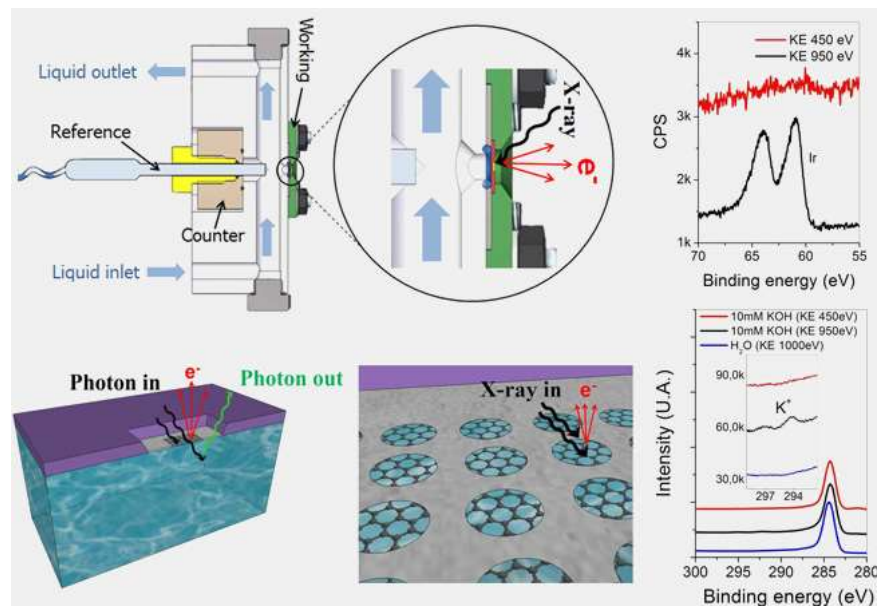 Liquid outlet
Reference
Counter
Liquid inlet
Working
X-ray
e-
KE 450 eV
KE 950 eV
CPS
4k
3k
2k
1k
Ir
70
65
60
55
Binding energy (eV)
Photon in
e-
Photon out
X-ray in
e-
10mM KOH (KE 450eV)
10mM KOH (KE 950eV)
H2O (KE 1000eV)
Intensity (U.A.)
90,0k
60,0k
30,0k
K+
297
294
300
295
290
285
280
Binding energy (eV)